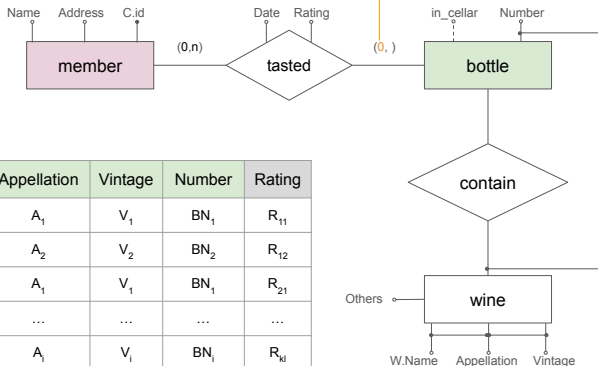 Name Address C.id Date Rating in_cellar Number
member (0,n) tasted (0, ) bottle
contain
Appellation Vintage Number Rating
A1 V1 BN1 R11
A2 V2 BN2 R12
A1 V1 BN1 R21
... ... ... ...
Ai Vi BNi Rkl
Others wine
W.Name Appellation Vintage